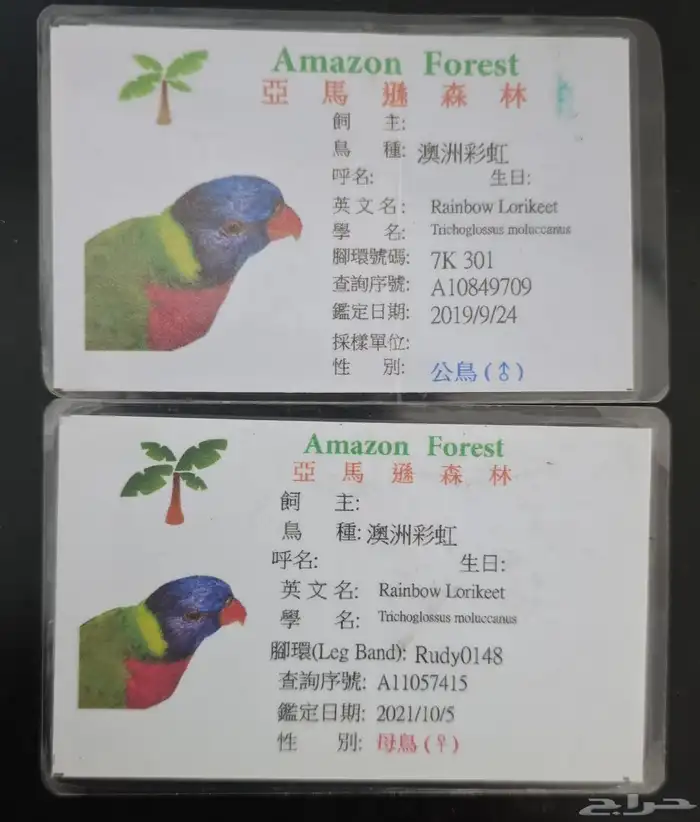 Amazon Forest
亞馬遜森林
飼 主:
鳥 種: 澳洲彩虹
呼名: 生日:
英文名: Rainbow Lorikeet
學 名: Trichoglossus moluccanus
腳環號碼: 7K 301
查詢序號: A10849709
鑑定日期: 2019/9/24
採樣單位:
性 別: 公鳥(♂)
Amazon Forest
亞馬遜森林
飼 主:
鳥 種: 澳洲彩虹
呼名: 生日:
英文名: Rainbow Lorikeet
學 名: Trichoglossus moluccanus
腳環(Leg Band): Rudy0148
查詢序號: A11057415
鑑定日期: 2021/10/5
性 別: 母鳥(♀)
حراج